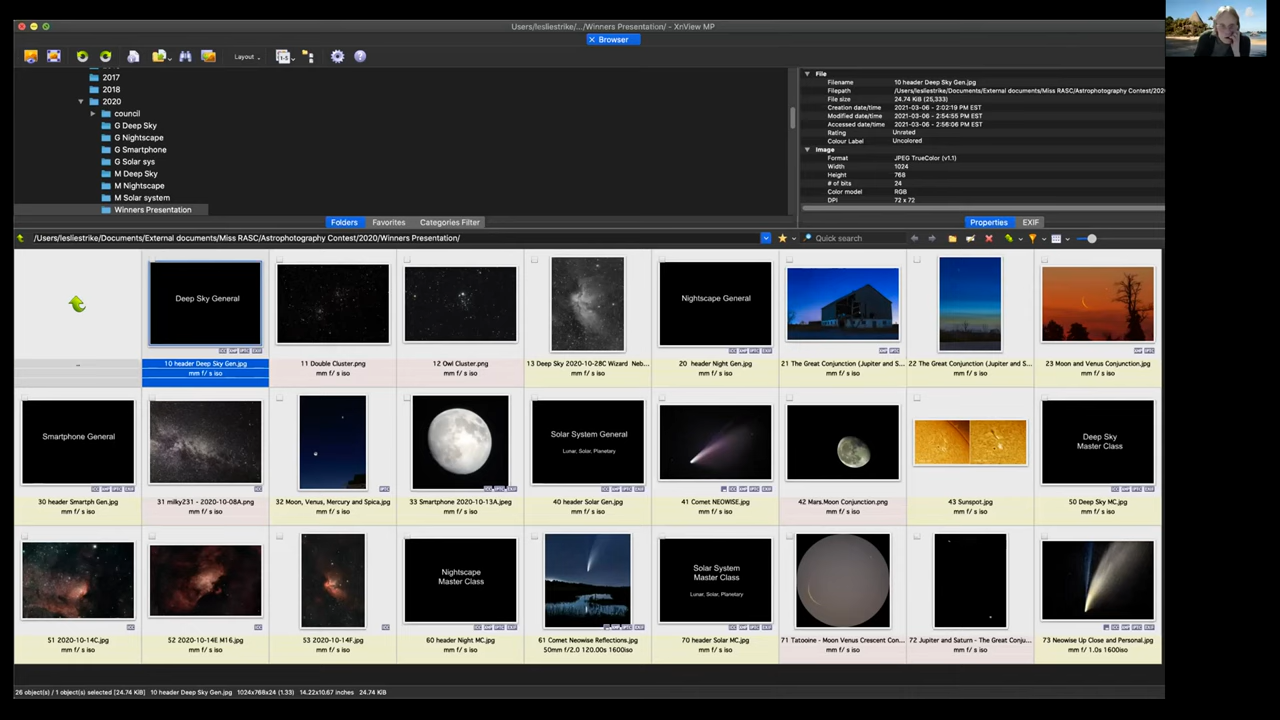 Users/lesliestrike/.../Winners Presentation/ - XnView MP
Browser
Layout
2017
2018
2020
council
G Deep Sky
G Nightscape
G Smartphone
G Solar sys
M Deep Sky
M Nightscape
M Solar system
Winners Presentation
File
Filename 10 header Deep Sky Gen.jpg
Filepath /Users/lesliestrike/Documents/External documents/Miss RASC/Astrophotography Contest/202
File size 24.74 KiB (25,333)
Creation date/time 2021-03-06 - 2:02:19 PM EST
Modified date/time 2021-03-06 - 2:54:55 PM EST
Accessed date/time 2021-03-06 - 2:56:06 PM EST
Rating Unrated
Colour Label Uncolored
Image
Format JPEG TrueColor (v1.1)
Width 1024
Height 768
# of bits 24
Color model RGB
DPI 72 x 72
Folders Favorites Categories Filter
Properties EXIF
/Users/lesliestrike/Documents/External documents/Miss RASC/Astrophotography Contest/2020/Winners Presentation/
Quick search
Deep Sky General
Nightscape General
..
10 header Deep Sky Gen.jpg
mm f/ s iso
11 Double Cluster.png
mm f/ s iso
12 Owl Cluster.png
mm f/ s iso
13 Deep Sky 2020-10-28C Wizard Neb...
mm f/ s iso
20 header Night Gen.jpg
mm f/ s iso
21 The Great Conjunction (Jupiter and S...
mm f/ s iso
22 The Great Conjunction (Jupiter and S...
mm f/ s iso
23 Moon and Venus Conjunction.jpg
mm f/ s iso
Smartphone General
Solar System General
Lunar, Solar, Planetary
Deep Sky
Master Class
30 header Smartph Gen.jpg
mm f/ s iso
31 milky231 - 2020-10-08A.png
mm f/ s iso
32 Moon, Venus, Mercury and Spica.jpg
mm f/ s iso
33 Smartphone 2020-10-13A.jpeg
mm f/ s iso
40 header Solar Gen.jpg
mm f/ s iso
41 Comet NEOWISE.jpg
mm f/ s iso
42 Mars.Moon Conjunction.png
mm f/ s iso
43 Sunspot.jpg
mm f/ s iso
50 Deep Sky MC.jpg
mm f/ s iso
Nightscape
Master Class
Solar System
Master Class
Lunar, Solar, Planetary
51 2020-10-14C.jpg
mm f/ s iso
52 2020-10-14E M16.jpg
mm f/ s iso
53 2020-10-14F.jpg
mm f/ s iso
60 header Night MC.jpg
mm f/ s iso
61 Comet Neowise Reflections.jpg
50mm f/2.0 120.00s 1600iso
70 header Solar MC.jpg
mm f/ s iso
71 Tatooine - Moon Venus Crescent Con...
mm f/ s iso
72 Jupiter and Saturn - The Great Conju...
mm f/ s iso
73 Neowise Up Close and Personal.jpg
mm f/ 1.0s 1600iso
26 object(s) / 1 object(s) selected [24.74 KiB] 10 header Deep Sky Gen.jpg 1024x768x24 (1.33) 14.22x10.67 inches 24.74 KiB